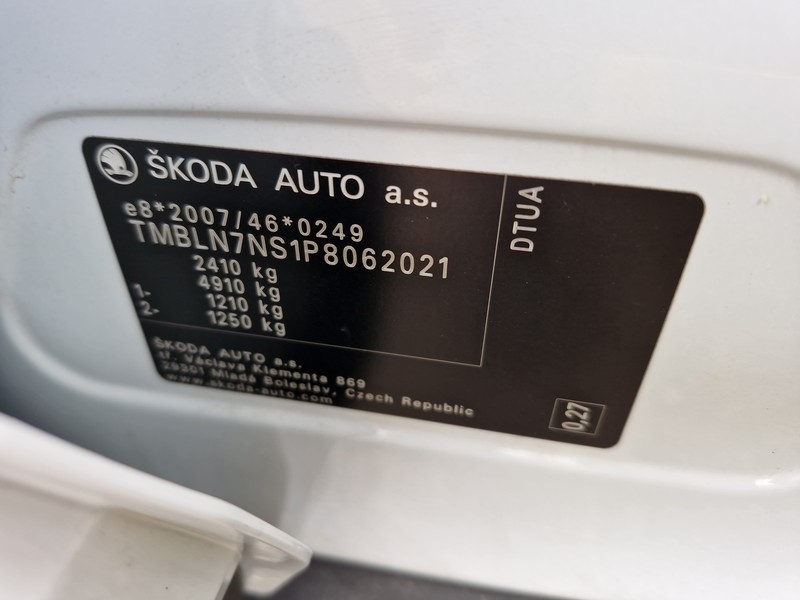 ŠKODA AUTO a.s.
e8*2007/46*0249
TMBLN7NS1P8062021
2410 kg
4910 kg
1- 1210 kg
2- 1250 kg
ŠKODA AUTO a.s.
tř. Václava Klementa 869
29301 Mladá Boleslav, Czech Republic
www.skoda-auto.com
DTUA
0,27